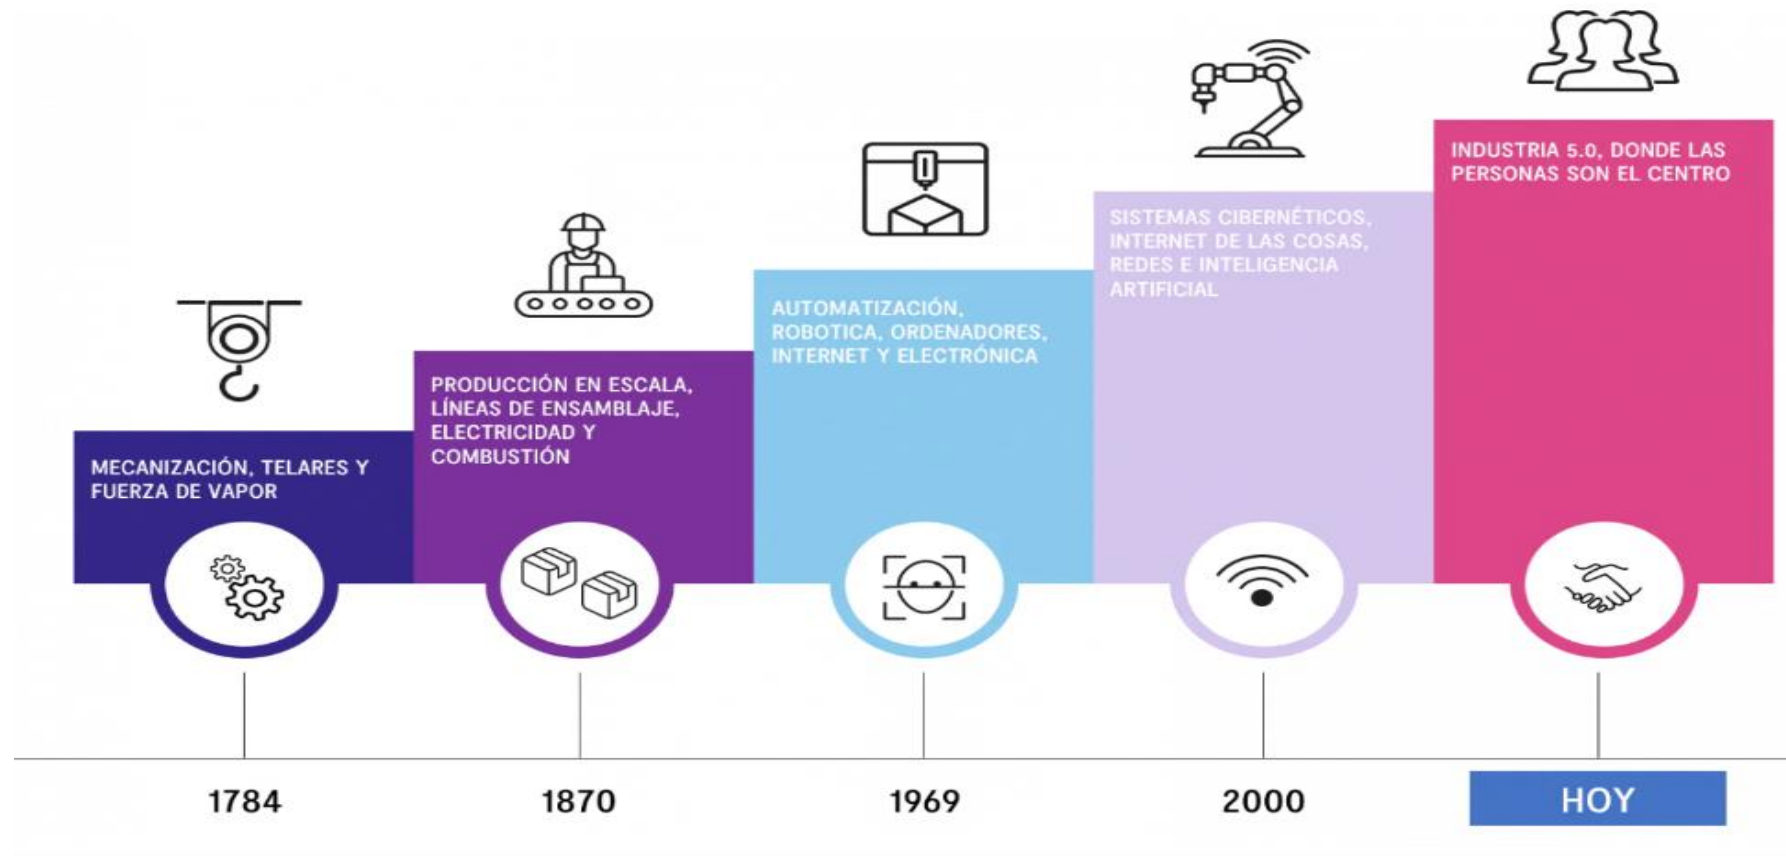 MECANIZACIÓN, TELARES Y
FUERZA DE VAPOR
PRODUCCIÓN EN ESCALA,
LÍNEAS DE ENSAMBLAJE,
ELECTRICIDAD Y
COMBUSTIÓN
AUTOMATIZACIÓN,
ROBOTICA, ORDENADORES,
INTERNET Y ELECTRÓNICA
SISTEMAS CIBERNÉTICOS,
INTERNET DE LAS COSAS,
REDES E INTELIGENCIA
ARTIFICIAL
INDUSTRIA 5.0, DONDE LAS
PERSONAS SON EL CENTRO
1784
1870
1969
2000
HOY